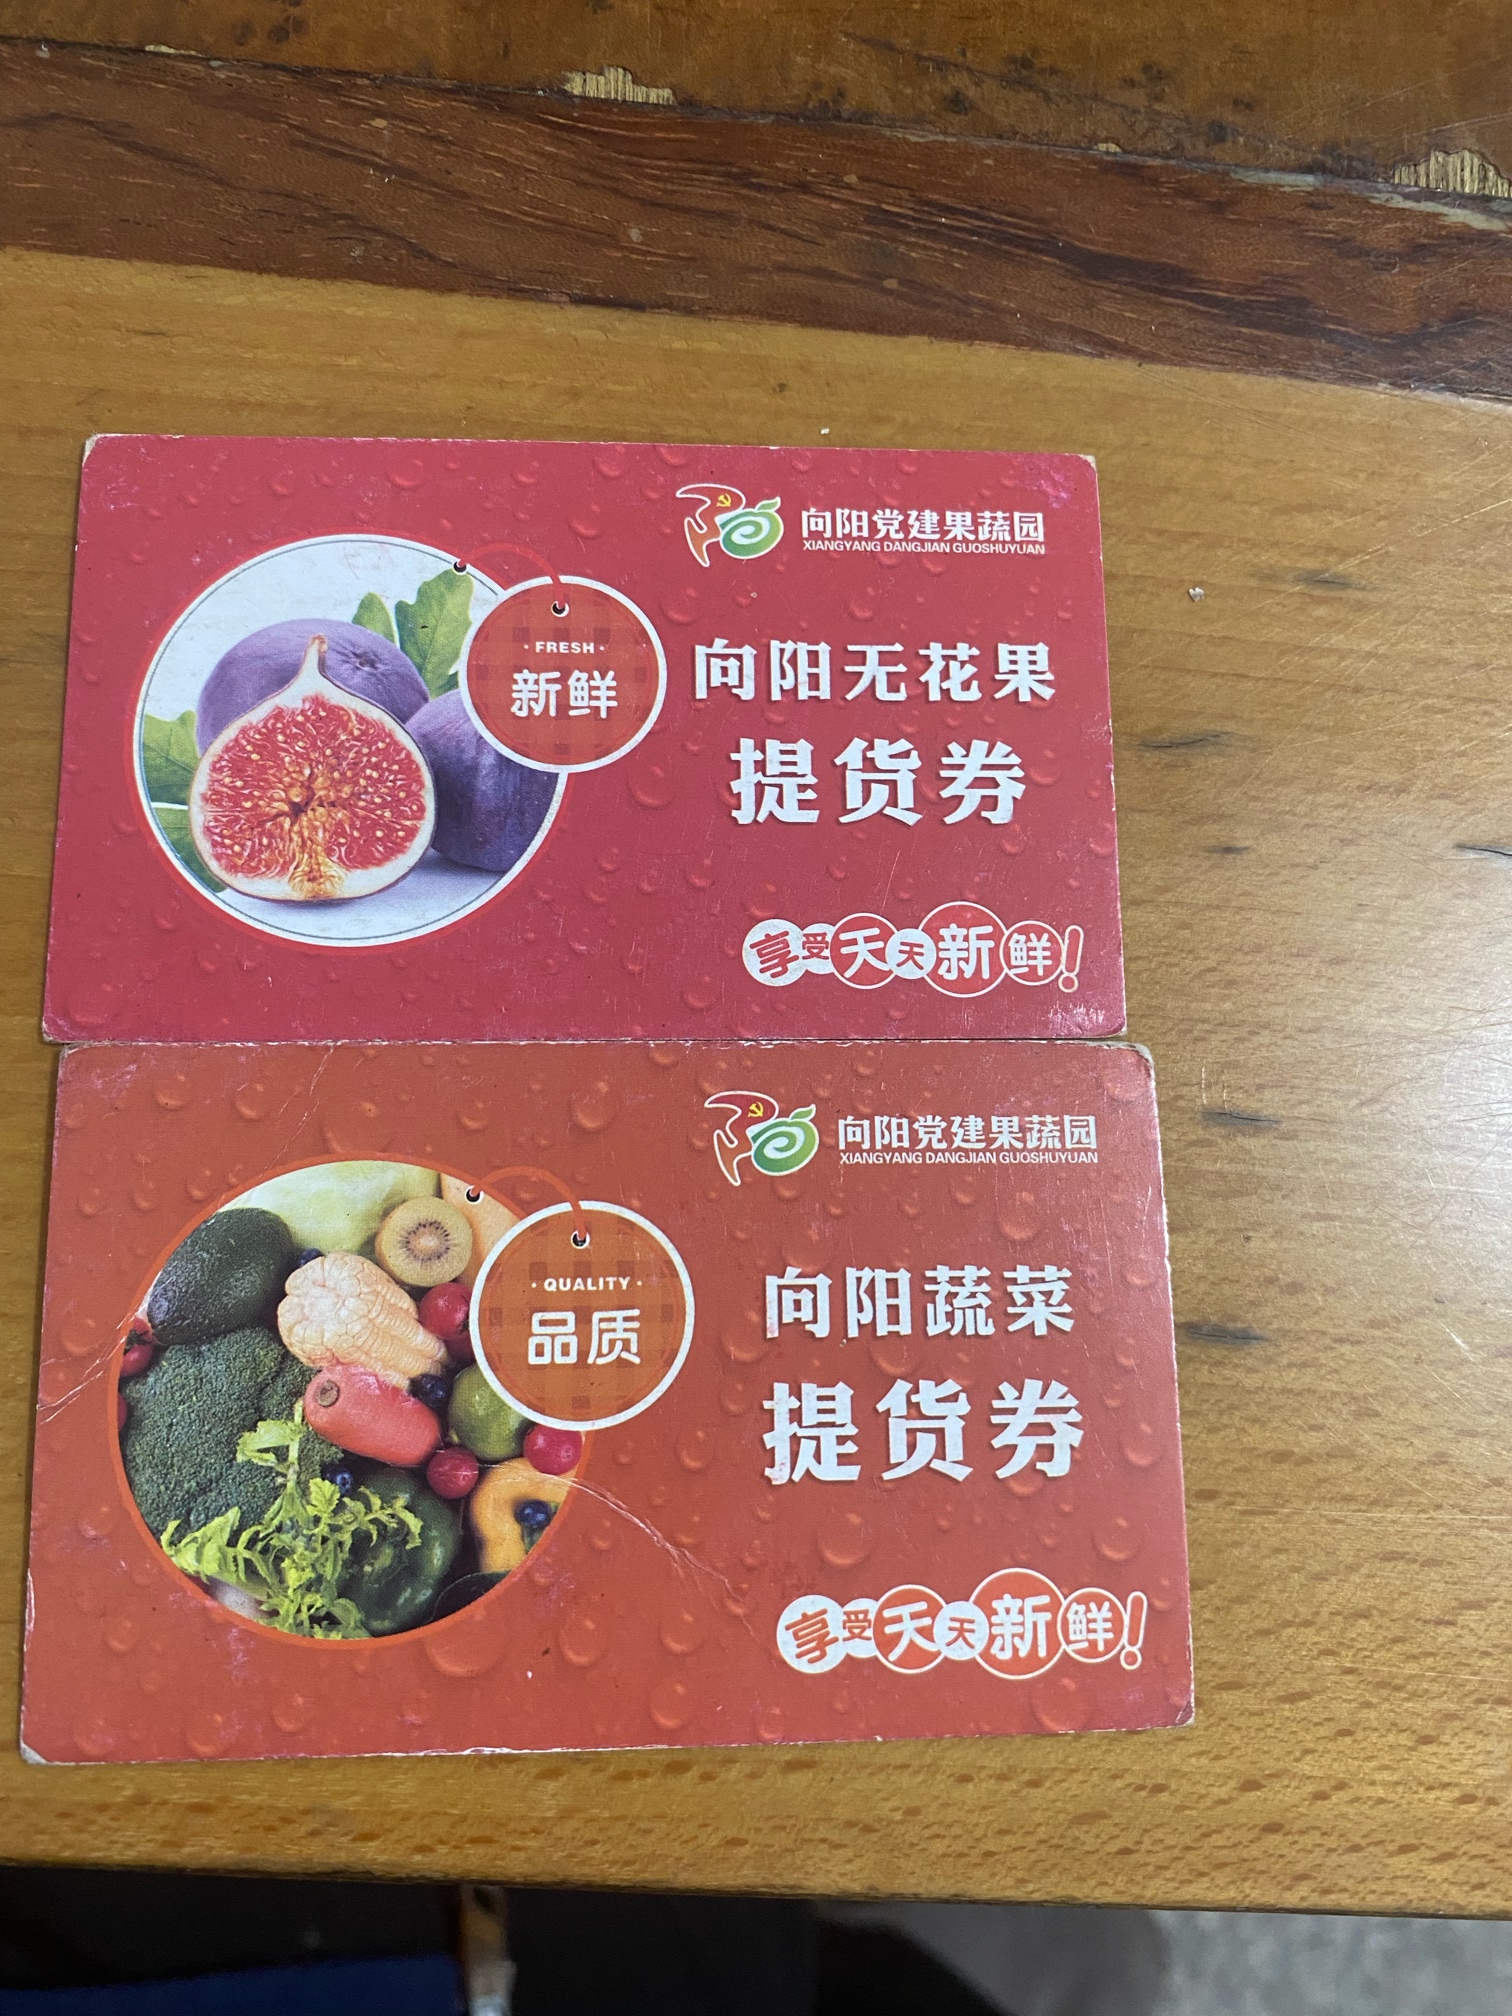 向阳党建果蔬园
XIANGYANG DANGJIAN GUOSHUYUAN
· FRESH ·
新鲜
向阳无花果
提货券
享受天天新鲜!
向阳党建果蔬园
XIANGYANG DANGJIAN GUOSHUYUAN
· QUALITY ·
品质
向阳蔬菜
提货券
享受天天新鲜!